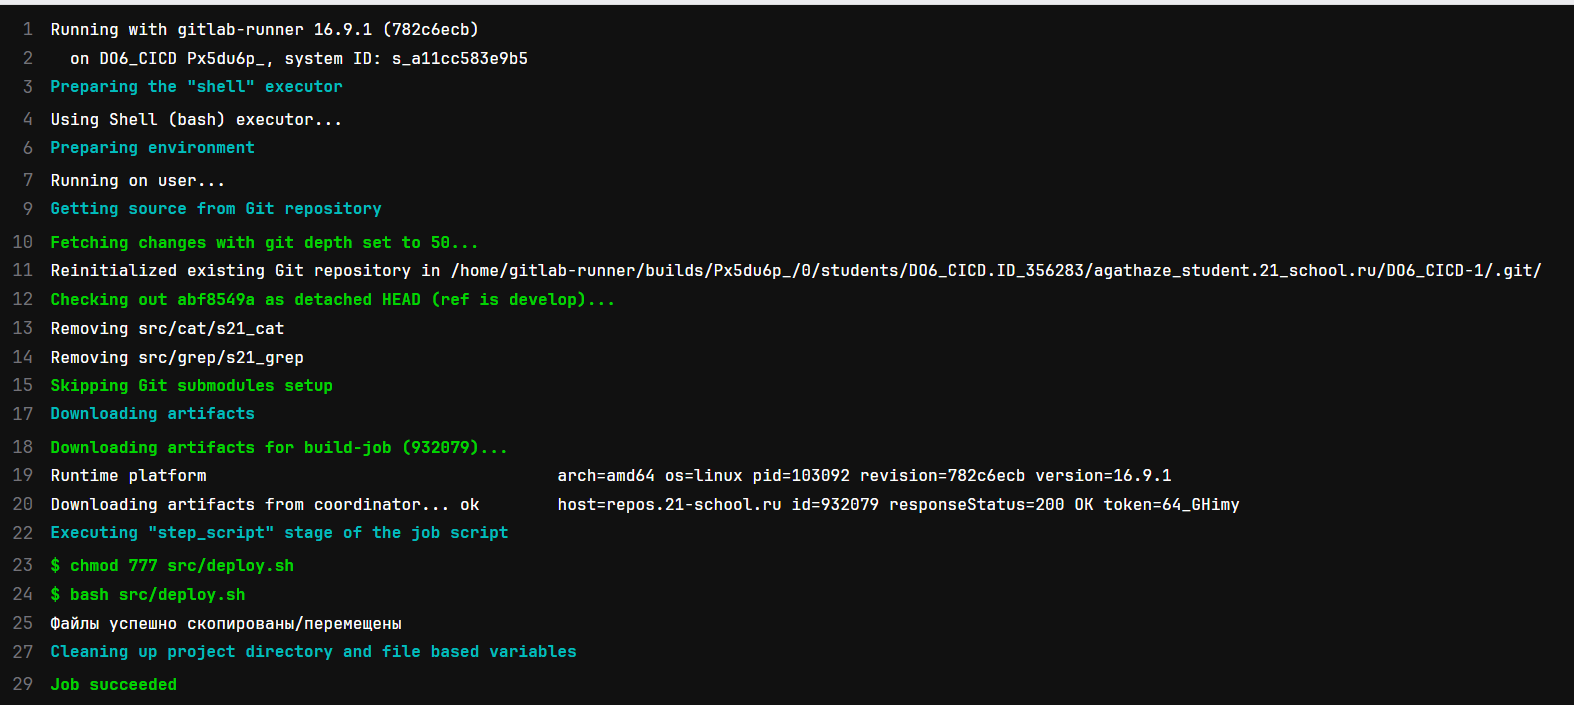 1 Running with gitlab-runner 16.9.1 (782c6ecb)
2 on DO6_CICD Px5du6p_, system ID: s_a11cc583e9b5
3 Preparing the "shell" executor
4 Using Shell (bash) executor...
6 Preparing environment
7 Running on user...
9 Getting source from Git repository
10 Fetching changes with git depth set to 50...
11 Reinitialized existing Git repository in /home/gitlab-runner/builds/Px5du6p_/0/students/DO6_CICD.ID_356283/agathaze_student.21_school.ru/DO6_CICD-1/.git/
12 Checking out abf8549a as detached HEAD (ref is develop)...
13 Removing src/cat/s21_cat
14 Removing src/grep/s21_grep
15 Skipping Git submodules setup
17 Downloading artifacts
18 Downloading artifacts for build-job (932079)...
19 Runtime platform arch=amd64 os=linux pid=103092 revision=782c6ecb version=16.9.1
20 Downloading artifacts from coordinator... ok host=repos.21-school.ru id=932079 responseStatus=200 OK token=64_GHimy
22 Executing "step_script" stage of the job script
23 $ chmod 777 src/deploy.sh
24 $ bash src/deploy.sh
25 Файлы успешно скопированы/перемещены
27 Cleaning up project directory and file based variables
29 Job succeeded